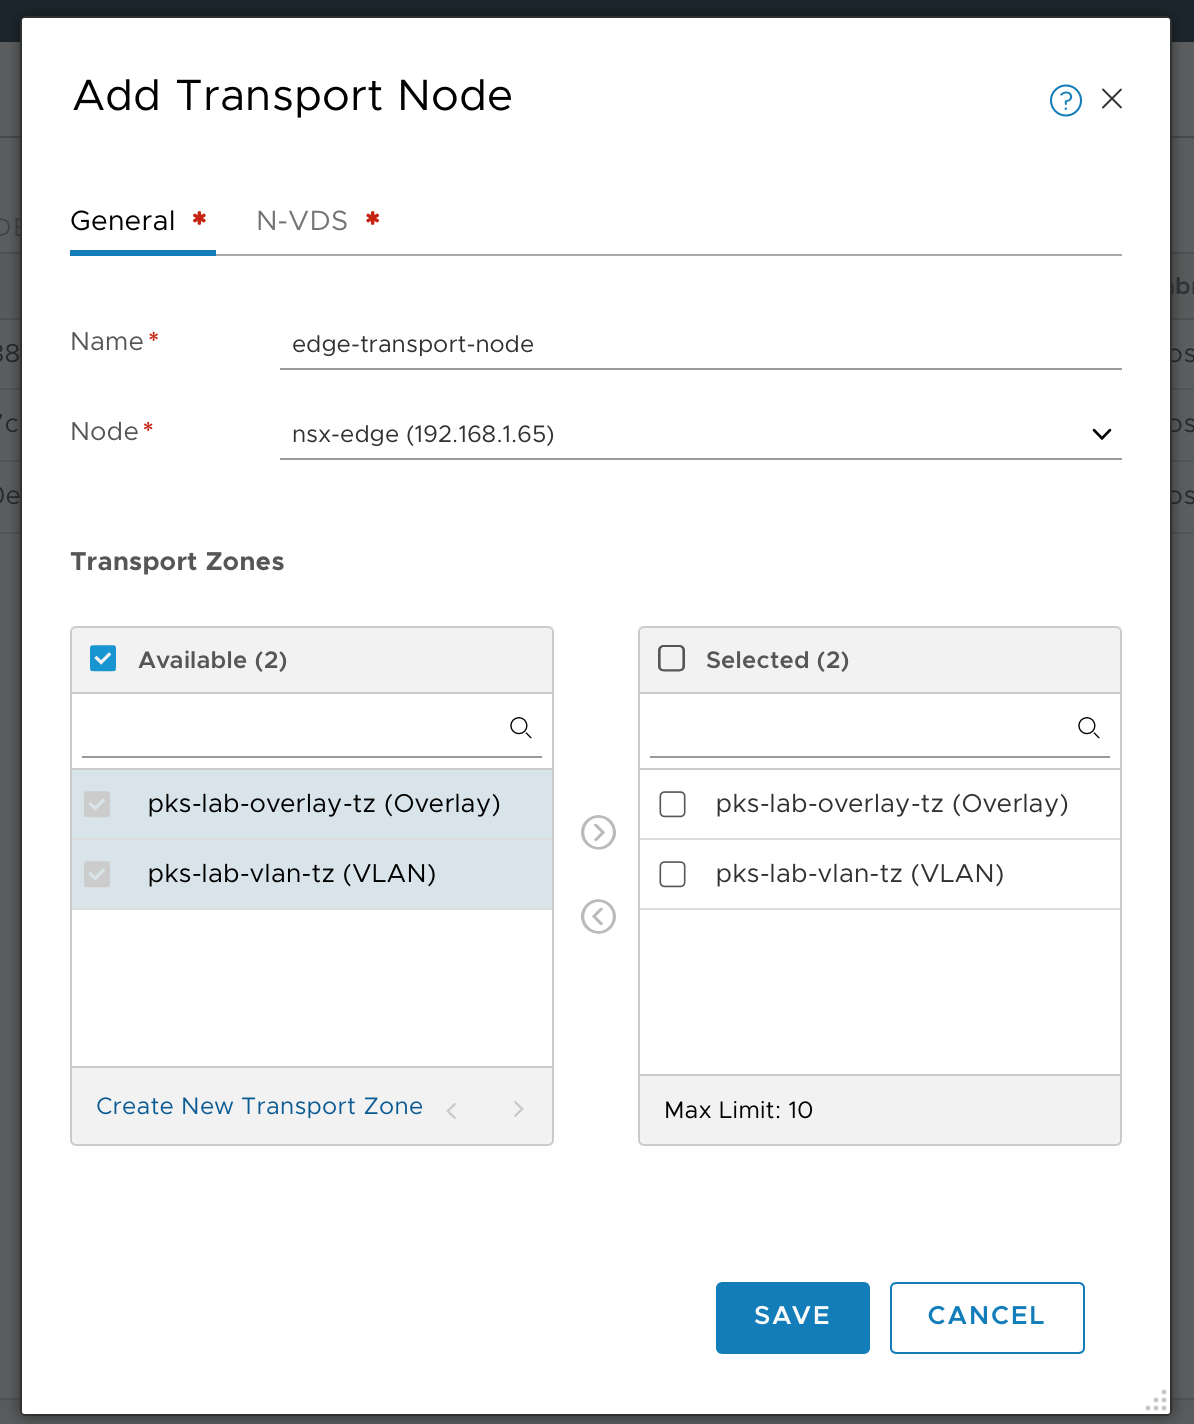 Add Transport Node
?
General *
N-VDS *
Name *
edge-transport-node
Node *
nsx-edge (192.168.1.65)
Transport Zones
Available (2)
pks-lab-overlay-tz (Overlay)
pks-lab-vlan-tz (VLAN)
Create New Transport Zone
Selected (2)
pks-lab-overlay-tz (Overlay)
pks-lab-vlan-tz (VLAN)
Max Limit: 10
SAVE
CANCEL